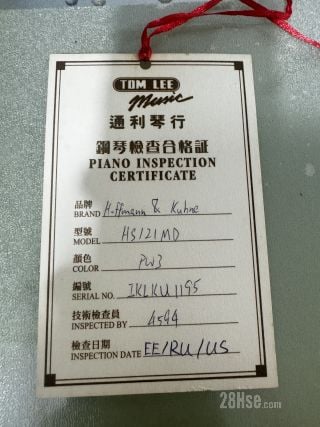 TOM LEE
Music
通利琴行
鋼琴檢查合格証
PIANO INSPECTION
CERTIFICATE
品牌
BRAND Hoffmann & Kuhne
型號
MODEL HS121MD
顏色
COLOR PW3
編號
SERIAL NO. IKLKU1195
技術檢查員
INSPECTED BY 4594
檢查日期
INSPECTION DATE EE/RU/US
28Hse.com